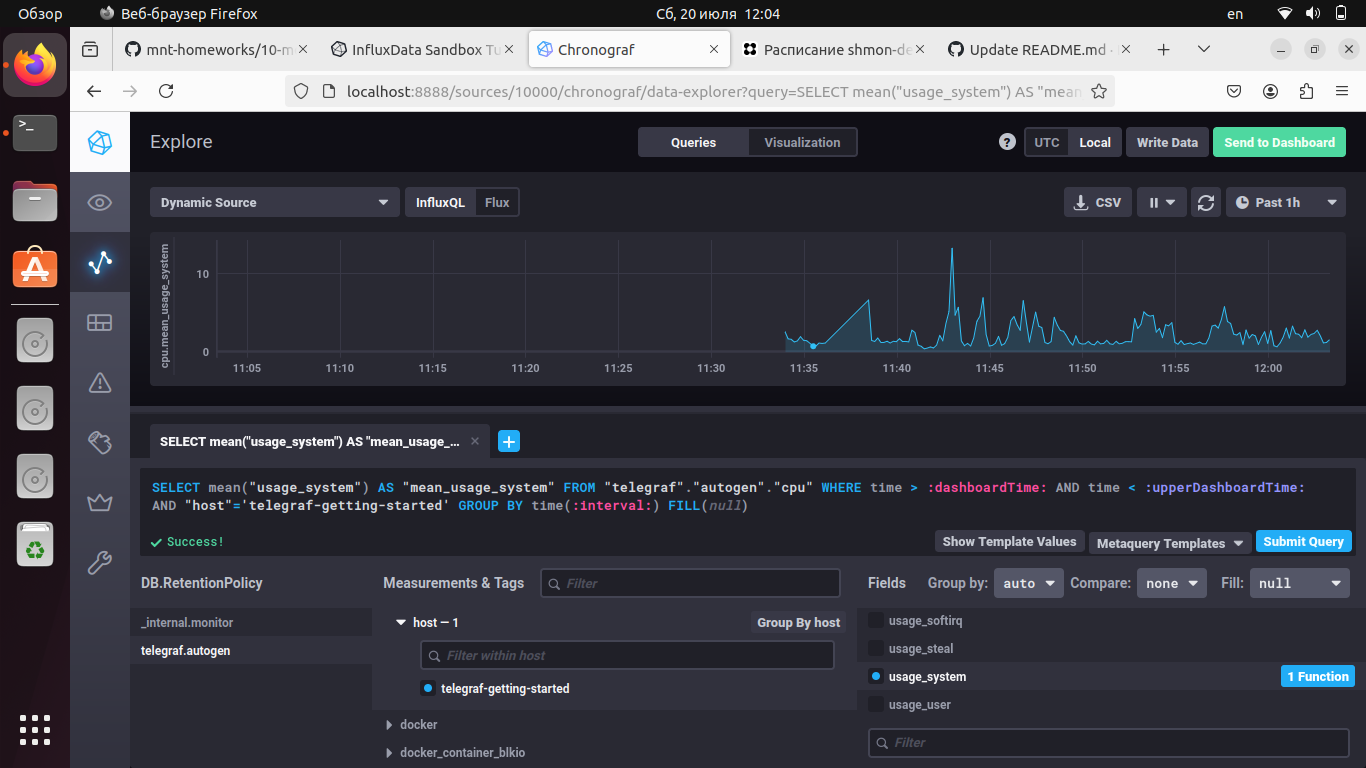 Обзор Веб-браузер Firefox Сб, 20 июля 12:04 en
mnt-homeworks/10-m InfluxData Sandbox Tu Chronograf Расписание shmon-de Update README.md ·
localhost:8888/sources/10000/chronograf/data-explorer?query=SELECT mean("usage_system") AS "mean_
Explore Queries Visualization ? UTC Local Write Data Send to Dashboard
Dynamic Source InfluxQL Flux CSV Past 1h
cpu.mean_usage_system
10
0
11:05 11:10 11:15 11:20 11:25 11:30 11:35 11:40 11:45 11:50 11:55 12:00
SELECT mean("usage_system") AS "mean_usage_...
SELECT mean("usage_system") AS "mean_usage_system" FROM "telegraf"."autogen"."cpu" WHERE time > :dashboardTime: AND time < :upperDashboardTime:
AND "host"='telegraf-getting-started' GROUP BY time(:interval:) FILL(null)
Success! Show Template Values Metaquery Templates Submit Query
DB.RetentionPolicy Measurements & Tags Filter Fields Group by: auto Compare: none Fill: null
_internal.monitor
telegraf.autogen
host — 1 Group By host
Filter within host
telegraf-getting-started
docker
docker_container_blkio
usage_softirq
usage_steal
usage_system 1 Function
usage_user
Filter